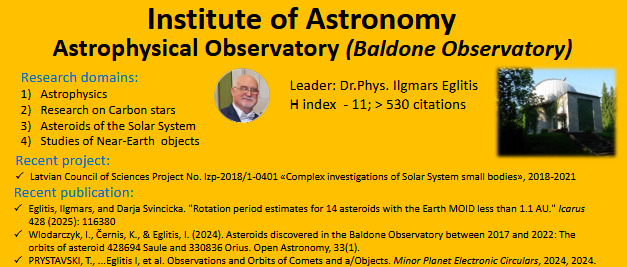 Institute of Astronomy
Astrophysical Observatory (Baldone Observatory)
Research domains:
1) Astrophysics
2) Research on Carbon stars
3) Asteroids of the Solar System
4) Studies of Near-Earth objects
Leader: Dr.Phys. Ilgmars Eglitis
H index - 11; > 530 citations
Recent project:
✓ Latvian Council of Sciences Project No. lzp-2018/1-0401 «Complex investigations of Solar System small bodies», 2018-2021
Recent publication:
✓ Eglitis, Ilgmars, and Darja Svincicka. "Rotation period estimates for 14 asteroids with the Earth MOID less than 1.1 AU." Icarus
428 (2025): 116380
✓ Wlodarczyk, I., Černis, K., & Eglitis, I. (2024). Asteroids discovered in the Baldone Observatory between 2017 and 2022: The
orbits of asteroid 428694 Saule and 330836 Orius. Open Astronomy, 33(1).
✓ PRYSTAVSKI, T., ...Eglitis I, et al. Observations and Orbits of Comets and a/Objects. Minor Planet Electronic Circulars, 2024, 2024.